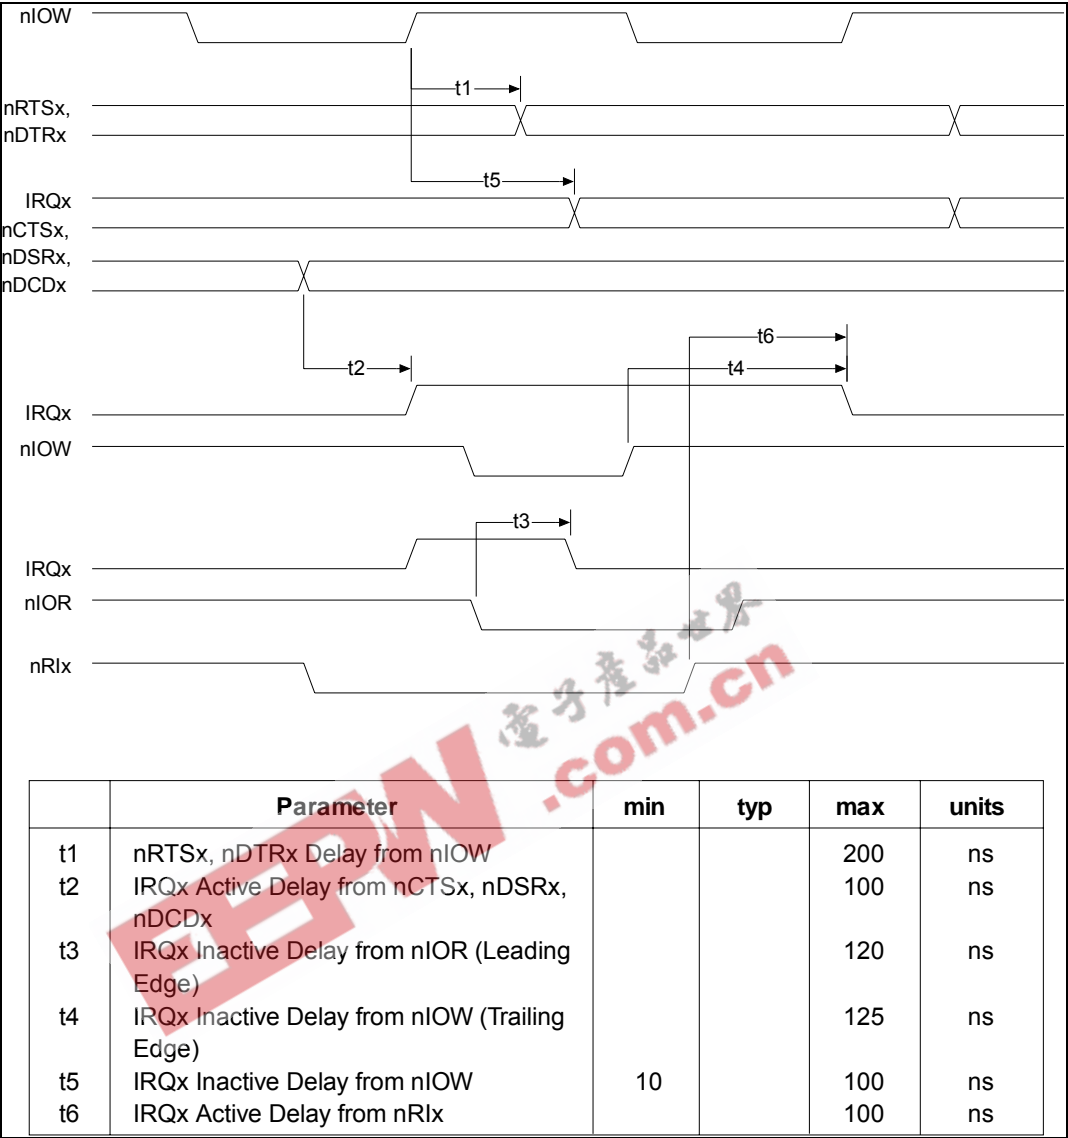 nIOW
t1
nRTSx,
nDTRx
t5
IRQx
nCTSx,
nDSRx,
nDCDx
t6
t2
t4
IRQx
nIOW
t3
IRQx
nIOR
nRIx
電子產品世界
EEPW.com.cn
Parameter min typ max units
t1 nRTSx, nDTRx Delay from nIOW 200 ns
t2 IRQx Active Delay from nCTSx, nDSRx, 100 ns
nDCDx
t3 IRQx Inactive Delay from nIOR (Leading 120 ns
Edge)
t4 IRQx Inactive Delay from nIOW (Trailing 125 ns
Edge)
t5 IRQx Inactive Delay from nIOW 10 100 ns
t6 IRQx Active Delay from nRIx 100 ns